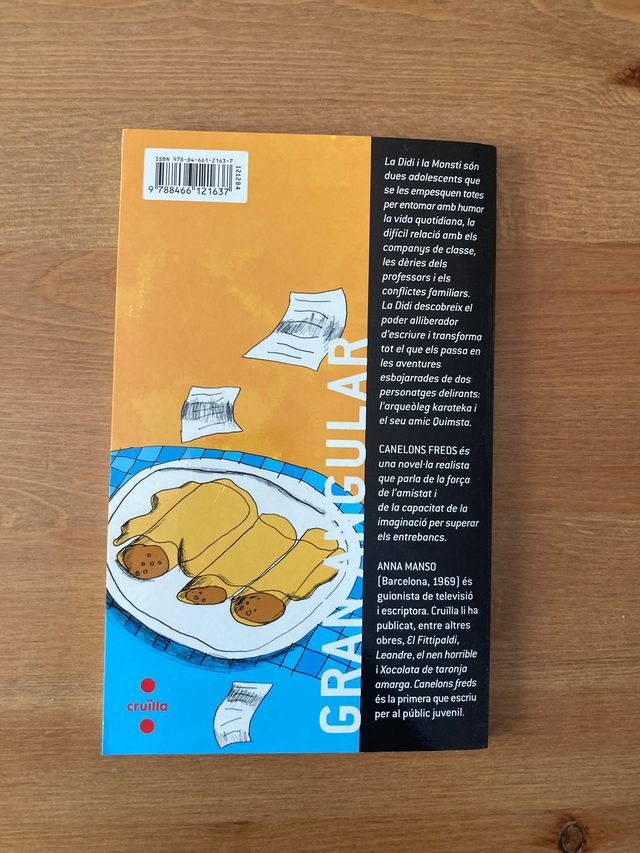 ISBN 978-84-661-2163-7
121284
9 788466 121637
La Didi i la Monsti són
dues adolescents que
se les empesquen totes
per entomar amb humor
la vida quotidiana, la
difícil relació amb els
companys de classe,
les dèries dels
professors i els
conflictes familiars.
La Didi descobreix el
poder alliberador
d'escriure i transforma
tot el que els passa en
les aventures
esbojarrades de dos
personatges delirants:
l'arqueòleg karateka i
el seu amic Quimsta.
CANELONS FREDS és
una novel·la realista
que parla de la força
de l'amistat i
de la capacitat de la
imaginació per superar
els entrebancs.
ANNA MANSO
(Barcelona, 1969) és
guionista de televisió
i escriptora. Cruïlla li ha
publicat, entre altres
obres, El Fittipaldi,
Leandre, el nen horrible
i Xocolata de taronja
amarga. Canelons freds
és la primera que escriu
per al públic juvenil.
GRAN ANGULAR
cruïlla